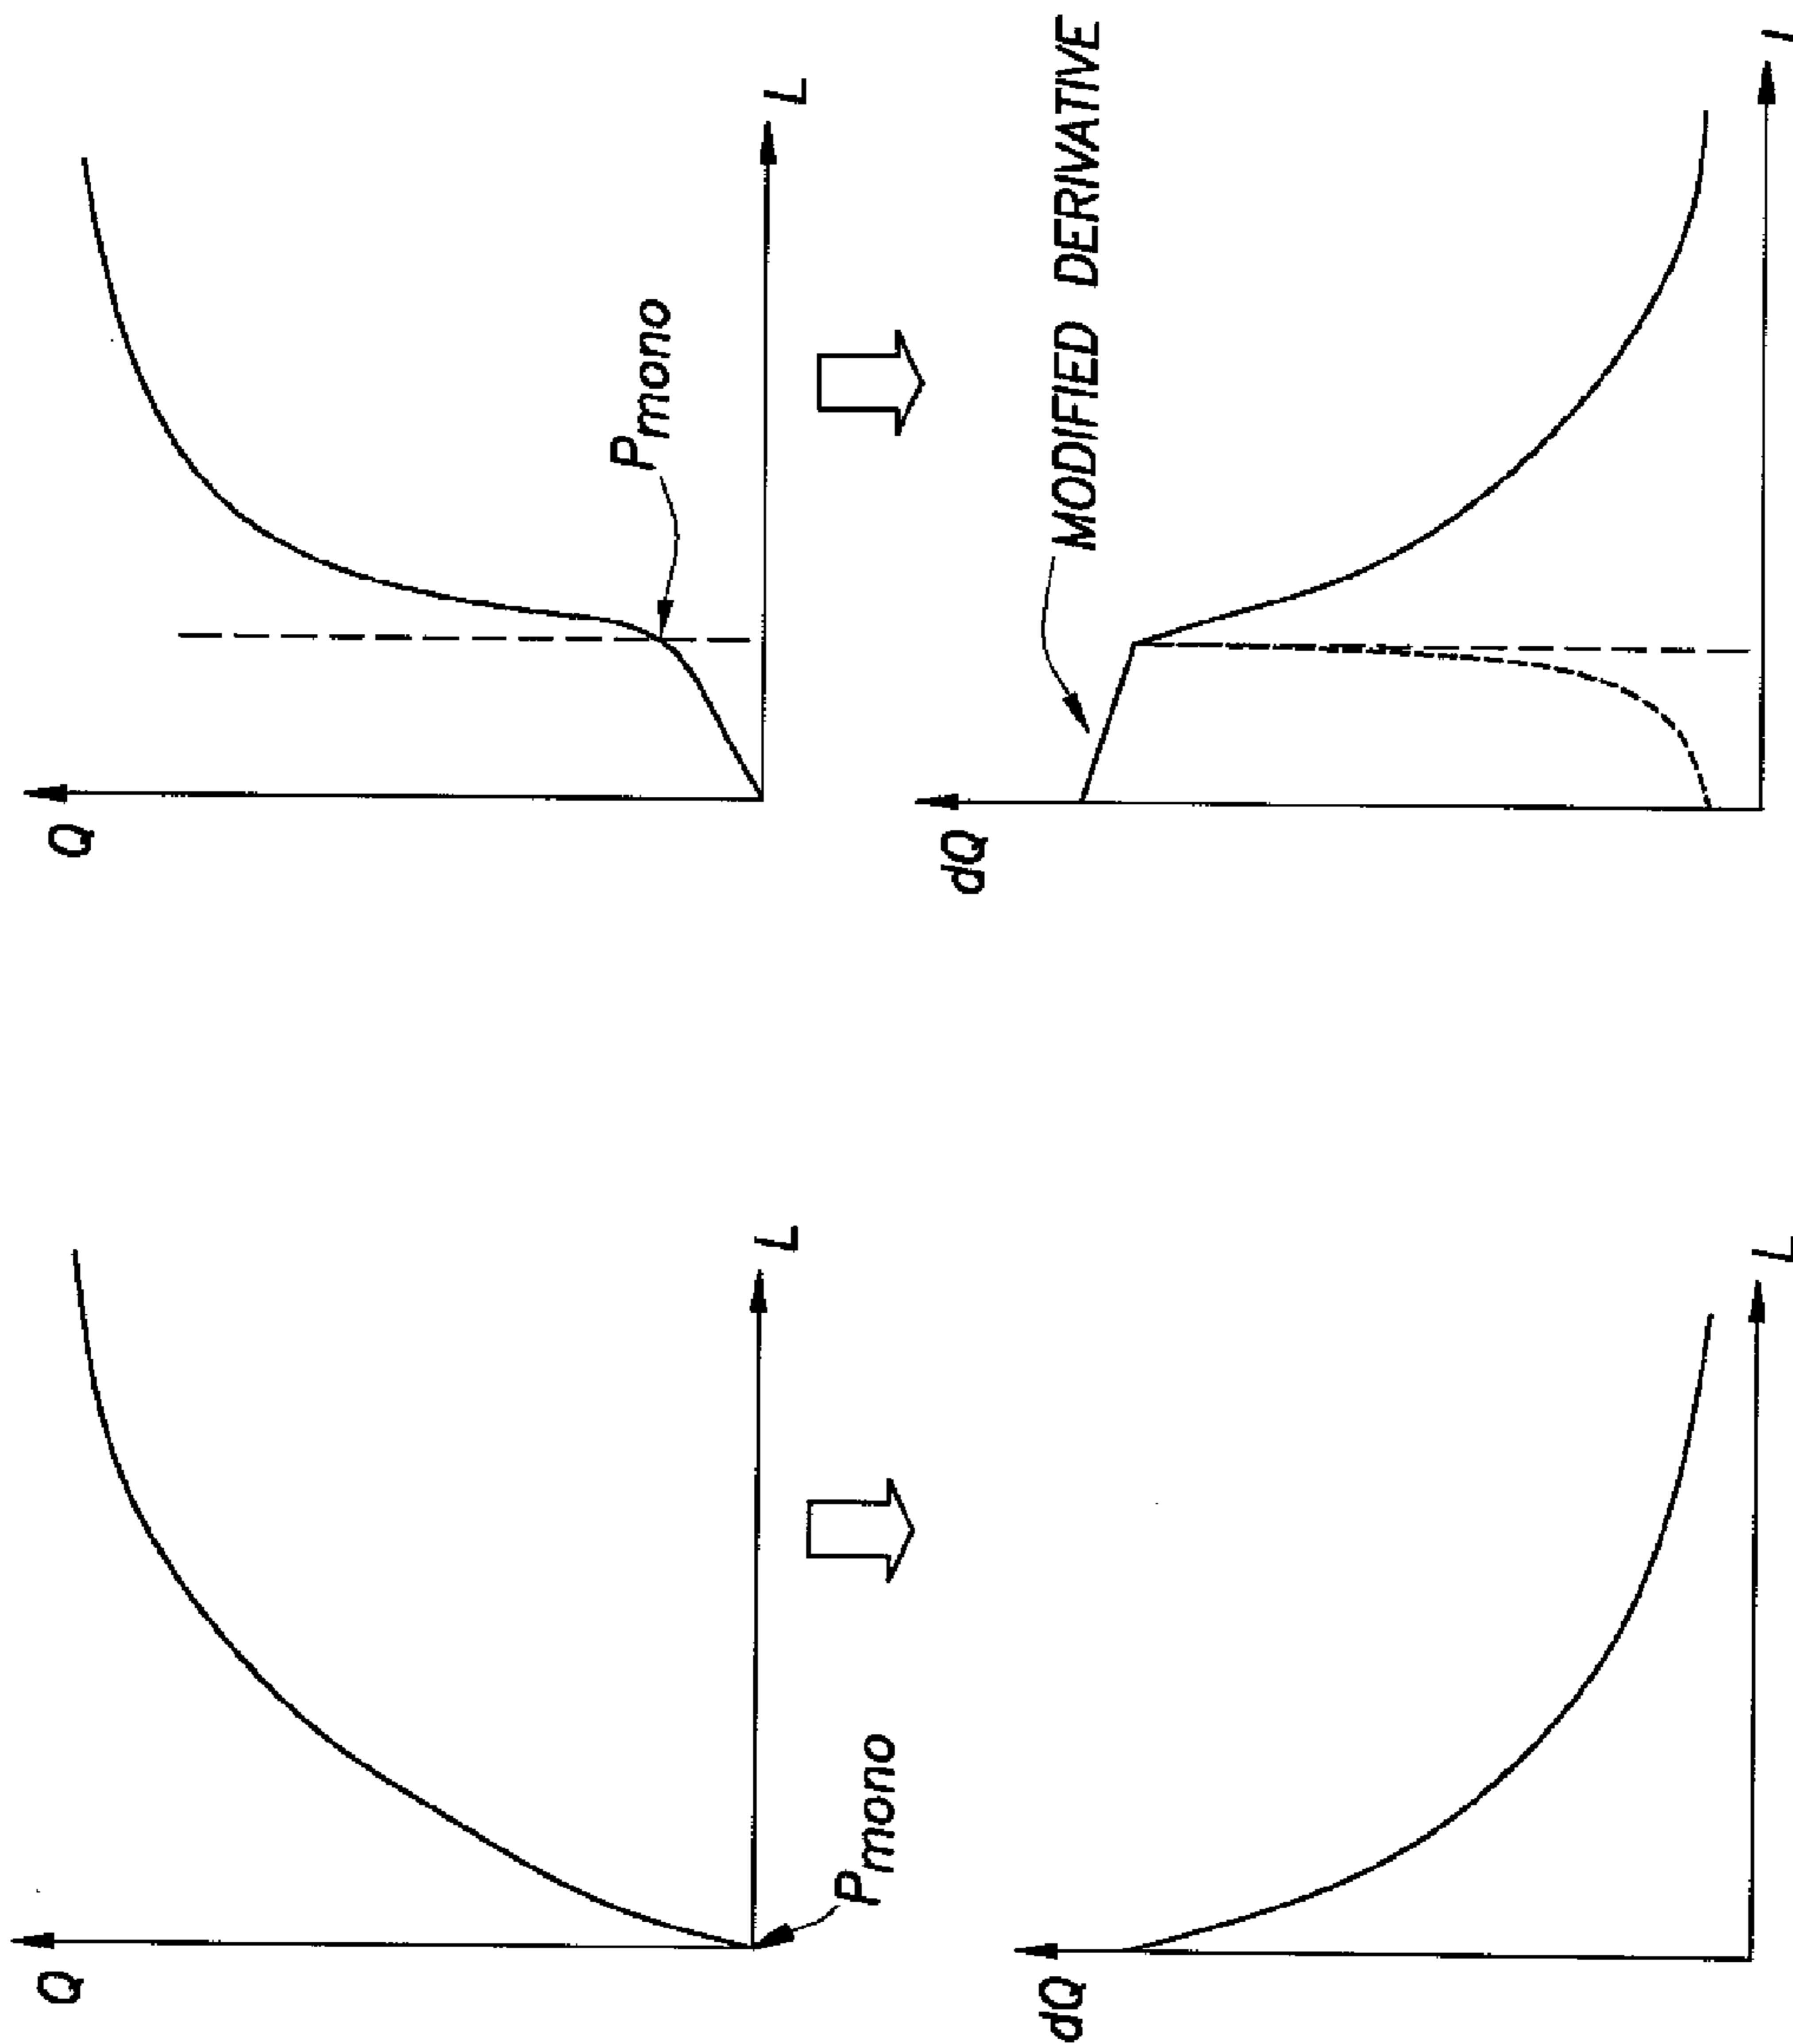 Q
L
Pmono
dQ
L
Q
Pmono
L
dQ
MODIFIED DERIVATIVE